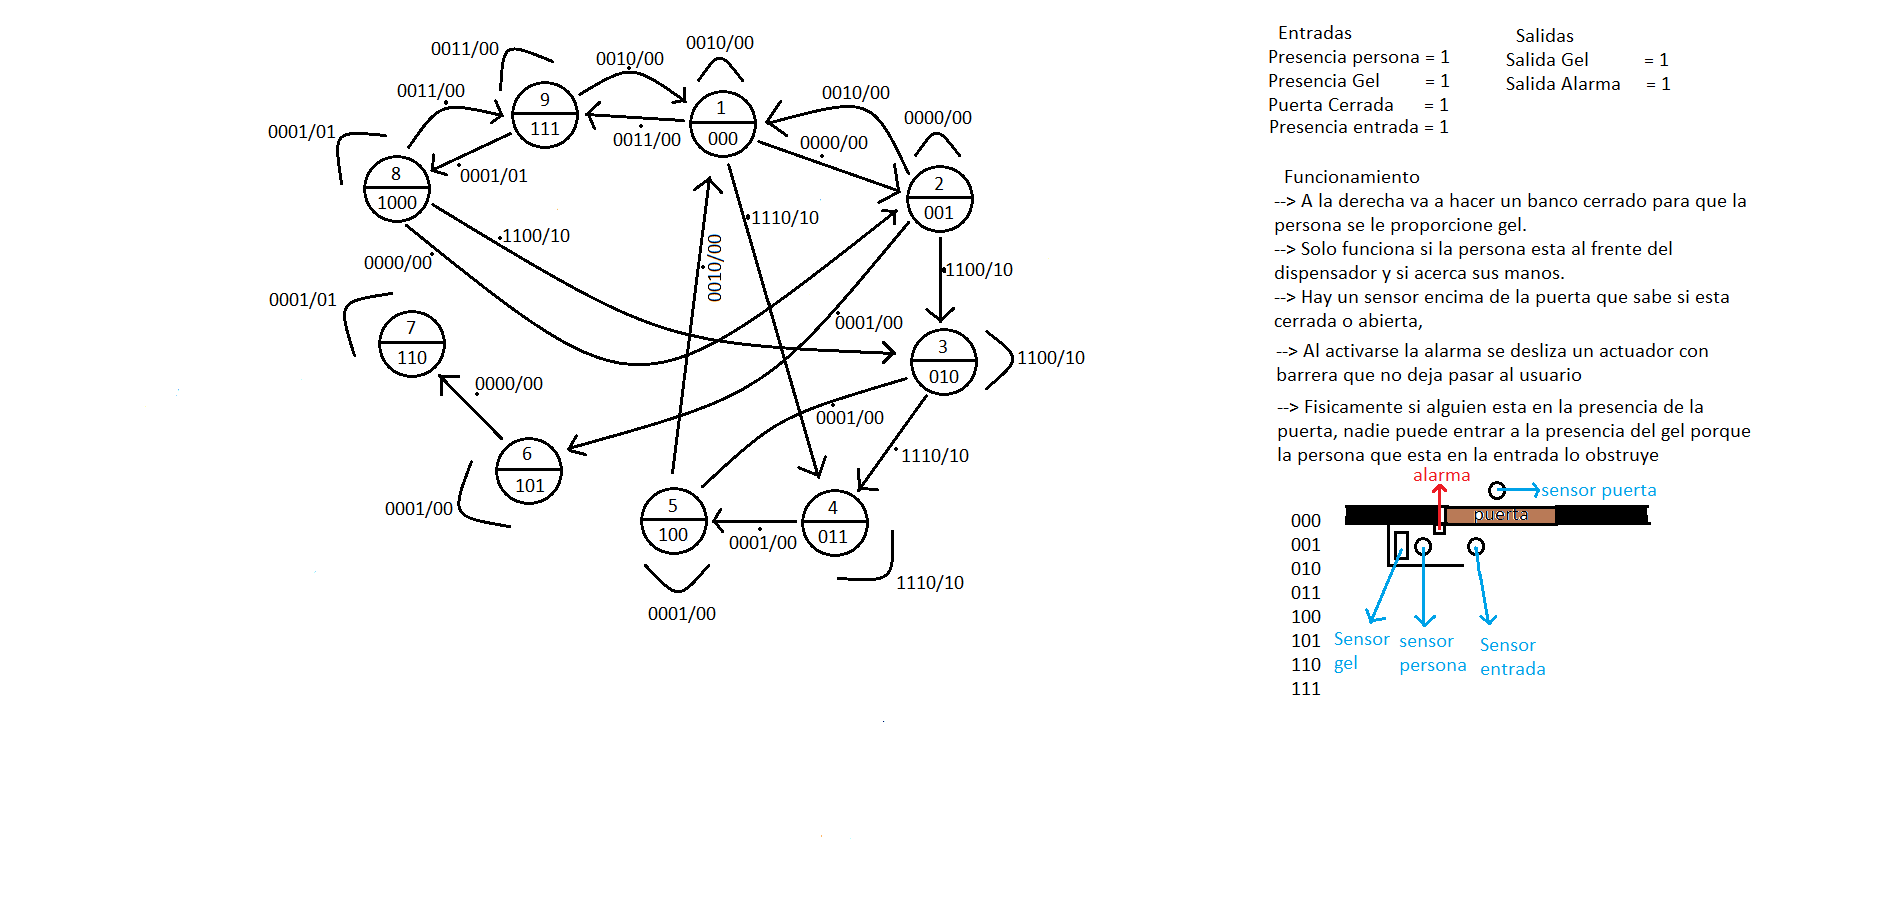 0011/00
0010/00
0010/00
0011/00
9
111
1
000
0010/00
0000/00
0001/01
0011/00
0000/00
0001/01
8
1000
2
001
1110/10
1100/10
0000/00
0010/00
1100/10
0001/01
7
110
0001/00
3
010
1100/10
0000/00
0001/00
6
101
1110/10
0001/00
5
100
4
011
0001/00
1110/10
0001/00
Entradas
Presencia persona = 1
Presencia Gel = 1
Puerta Cerrada = 1
Presencia entrada = 1
Salidas
Salida Gel = 1
Salida Alarma = 1
Funcionamiento
--> A la derecha va a hacer un banco cerrado para que la
persona se le proporcione gel.
--> Solo funciona si la persona esta al frente del
dispensador y si acerca sus manos.
--> Hay un sensor encima de la puerta que sabe si esta
cerrada o abierta,
--> Al activarse la alarma se desliza un actuador con
barrera que no deja pasar al usuario
--> Fisicamente si alguien esta en la presencia de la
puerta, nadie puede entrar a la presencia del gel porque
la persona que esta en la entrada lo obstruye
alarma
sensor puerta
puerta
000
001
010
011
100
101
110
111
Sensor
gel
sensor
persona
Sensor
entrada